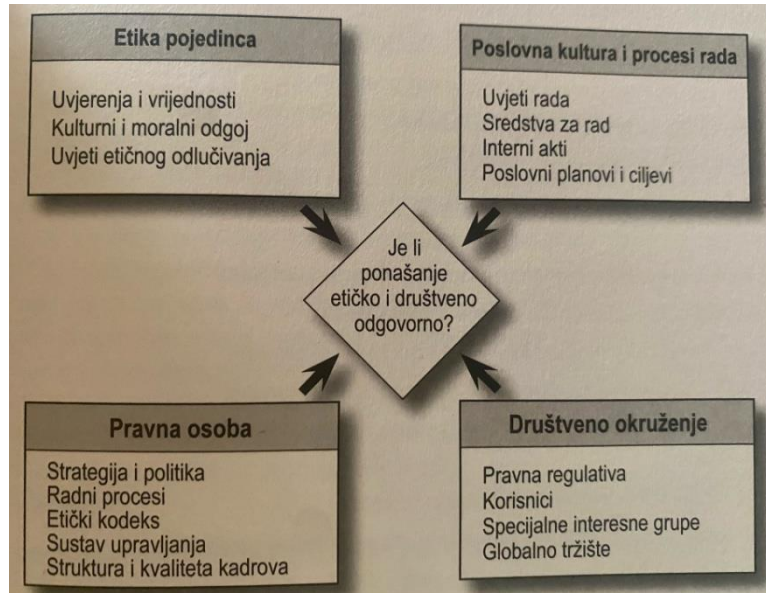 Etika pojedinca
Uvjerenja i vrijednosti
Kulturni i moralni odgoj
Uvjeti etičnog odlučivanja
Poslovna kultura i procesi rada
Uvjeti rada
Sredstva za rad
Interni akti
Poslovni planovi i ciljevi
Je li
ponašanje
etičko i društveno
odgovorno?
Pravna osoba
Strategija i politika
Radni procesi
Etički kodeks
Sustav upravljanja
Struktura i kvaliteta kadrova
Društveno okruženje
Pravna regulativa
Korisnici
Specijalne interesne grupe
Globalno tržište